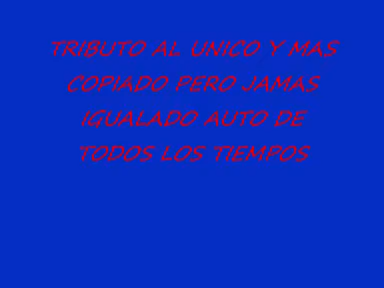 TRIBUTO AL UNICO Y MAS
COPIADO PERO JAMAS
IGUALADO AUTO DE
TODOS LOS TIEMPOS